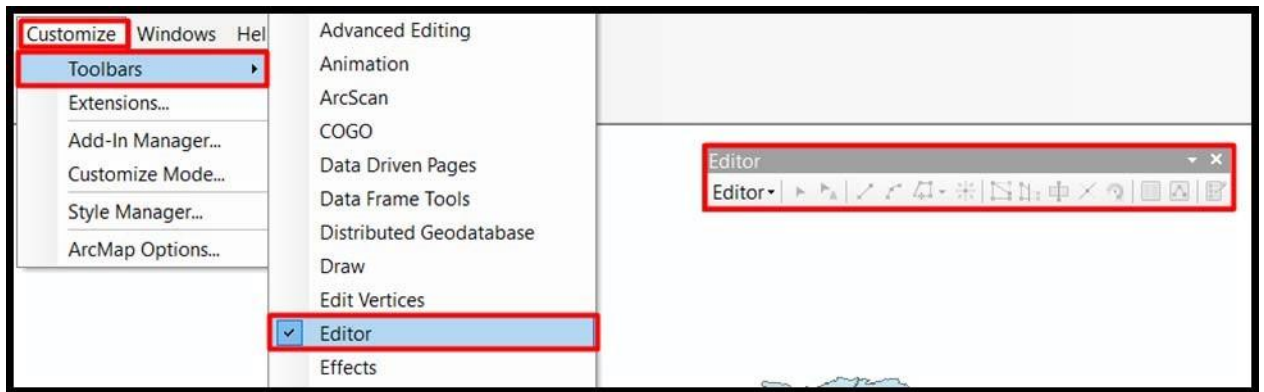 Customize Windows Hel
Toolbars
Extensions...
Add-In Manager...
Customize Mode...
Style Manager...
ArcMap Options...
Advanced Editing
Animation
ArcScan
COGO
Data Driven Pages
Data Frame Tools
Distributed Geodatabase
Draw
Edit Vertices
Editor
Effects
Editor
Editor